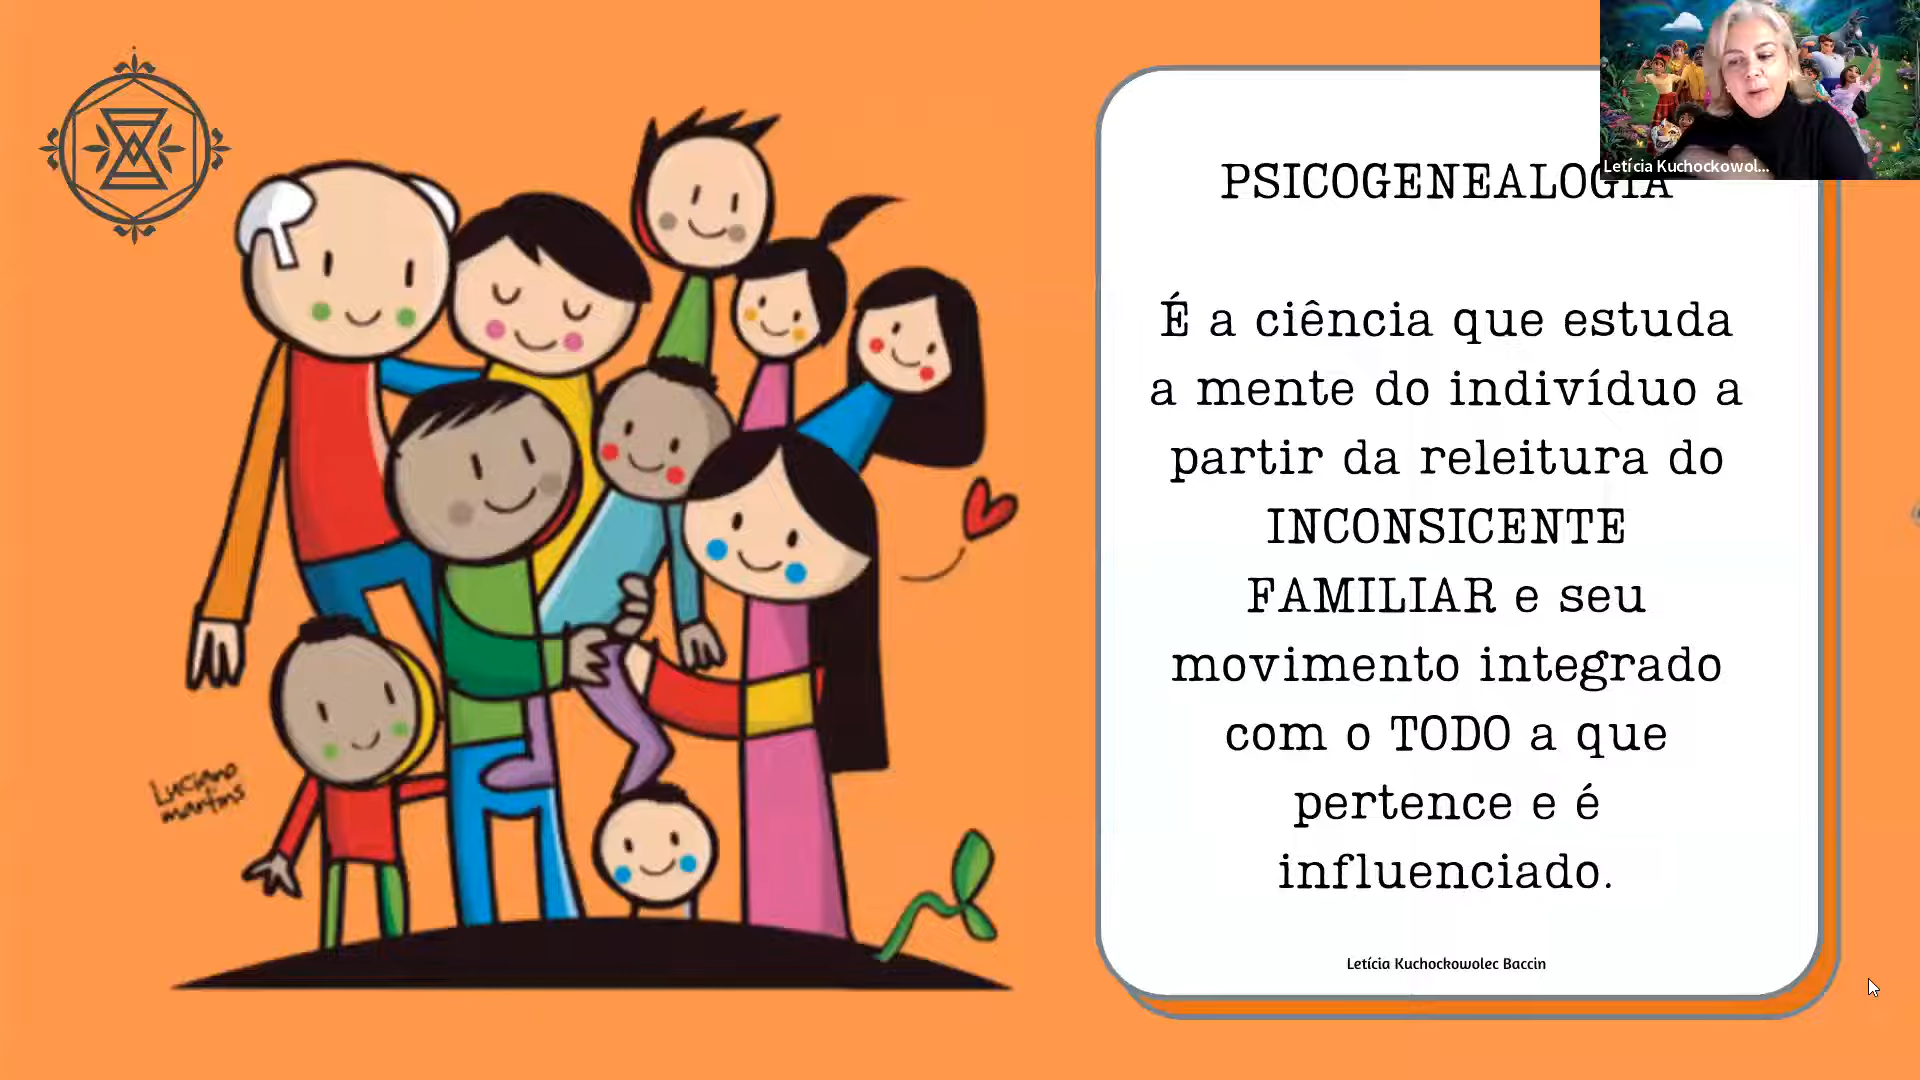 Letícia Kuchockowol...
PSICOGENEALOGIA
É a ciência que estuda
a mente do indivíduo a
partir da releitura do
INCONSICENTE
FAMILIAR e seu
movimento integrado
com o TODO a que
pertence e é
influenciado.
Letícia Kuchockowolec Baccin
Luciano
martins